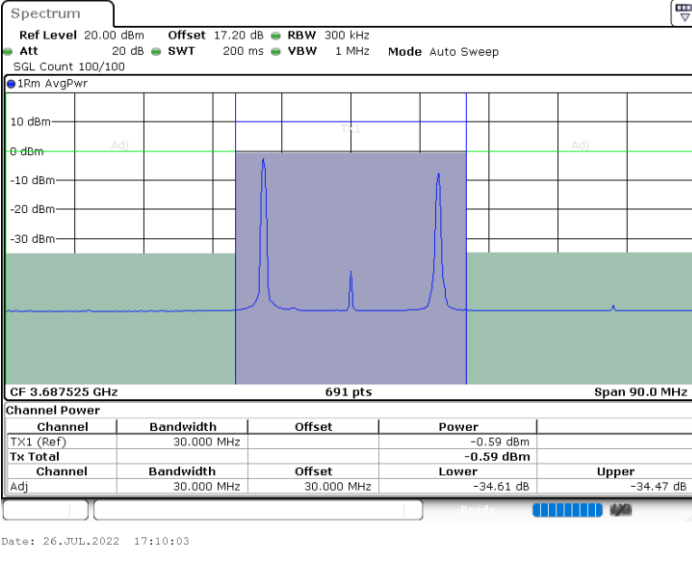 Spectrum
Ref Level 20.00 dBm Offset 17.20 dB RBW 300 kHz
Att 20 dB SWT 200 ms VBW 1 MHz Mode Auto Sweep
SGL Count 100/100
1Rm AvgPwr
10 dBm
TX1
Adj
Adj
0 dBm
-10 dBm
-20 dBm
-30 dBm
CF 3.687525 GHz 691 pts Span 90.0 MHz
Channel Power
Channel Bandwidth Offset Power
TX1 (Ref) 30.000 MHz -0.59 dBm
Tx Total -0.59 dBm
Channel Bandwidth Offset Lower Upper
Adj 30.000 MHz 30.000 MHz -34.61 dB -34.47 dB
Ready
Date: 26.JUL.2022 17:10:03